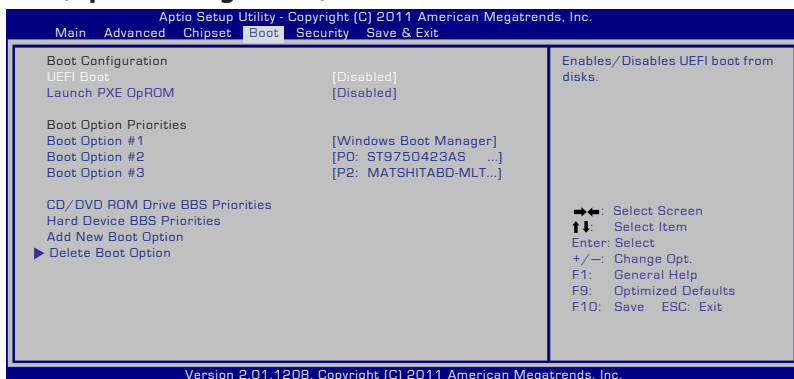 Aptio Setup Utility - Copyright (C) 2011 American Megatrends, Inc.
Main Advanced Chipset Boot Security Save & Exit
Boot Configuration
UEFI Boot [Disabled]
Launch PXE OpROM [Disabled]
Boot Option Priorities
Boot Option #1 [Windows Boot Manager]
Boot Option #2 [P0: ST9750423AS ...]
Boot Option #3 [P2: MATSHITABD-MLT...]
CD/DVD ROM Drive BBS Priorities
Hard Device BBS Priorities
Add New Boot Option
Delete Boot Option
Enables/Disables UEFI boot from
disks.
→←: Select Screen
↑↓: Select Item
Enter: Select
+/—: Change Opt.
F1: General Help
F9: Optimized Defaults
F10: Save ESC: Exit
Version 2.01.1208. Copyright (C) 2011 American Megatrends, Inc.